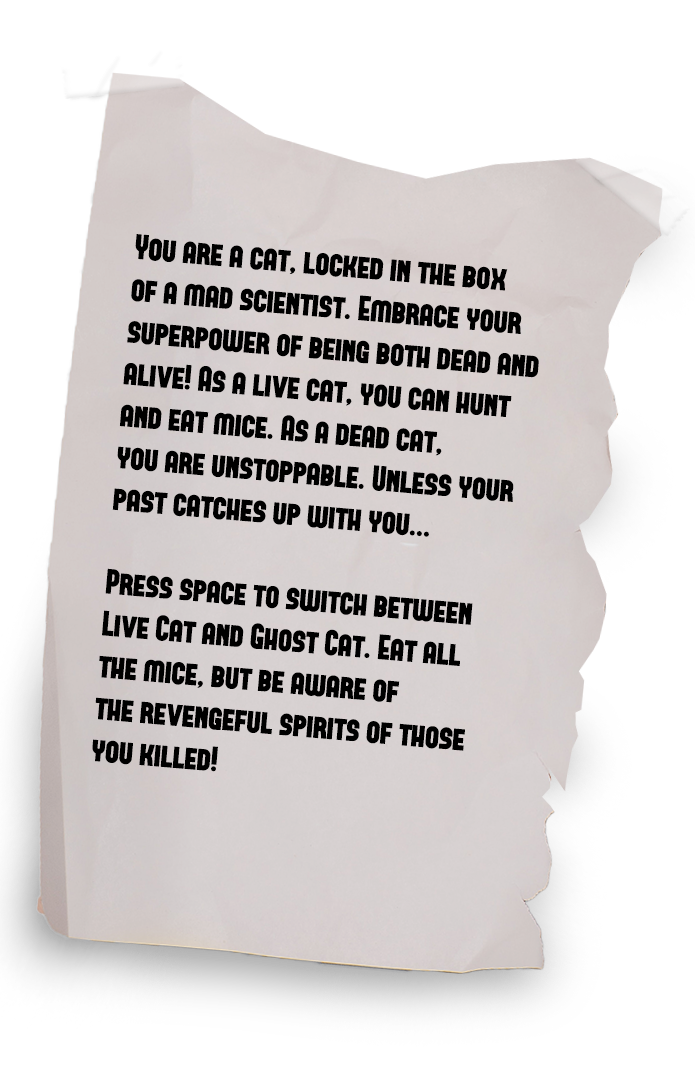 You are a cat, locked in the box
of a mad scientist. Embrace your
superpower of being both dead and
alive! As a live cat, you can hunt
and eat mice. As a dead cat,
you are unstoppable. Unless your
past catches up with you...
Press space to switch between
Live Cat and Ghost Cat. Eat all
the mice, but be aware of
the revengeful spirits of those
you killed!